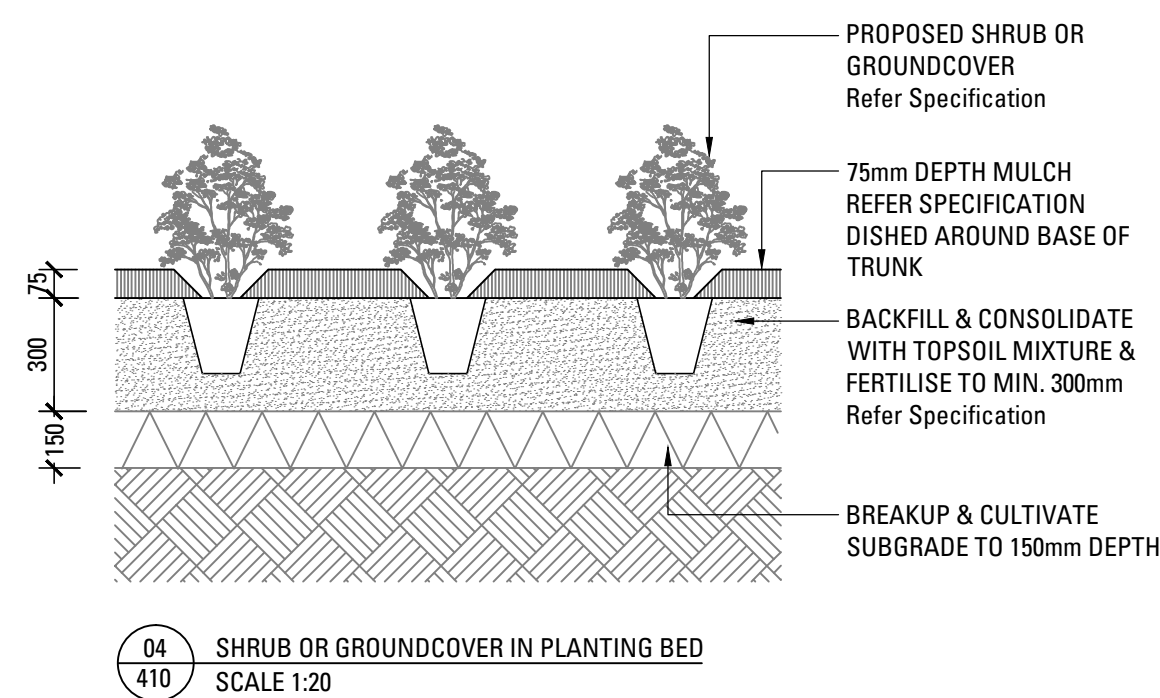 PROPOSED SHRUB OR
GROUNDCOVER
Refer Specification
75mm DEPTH MULCH
REFER SPECIFICATION
DISHED AROUND BASE OF
TRUNK
BACKFILL & CONSOLIDATE
WITH TOPSOIL MIXTURE &
FERTILISE TO MIN. 300mm
Refer Specification
BREAKUP & CULTIVATE
SUBGRADE TO 150mm DEPTH
75
300
150
04
410
SHRUB OR GROUNDCOVER IN PLANTING BED
SCALE 1:20